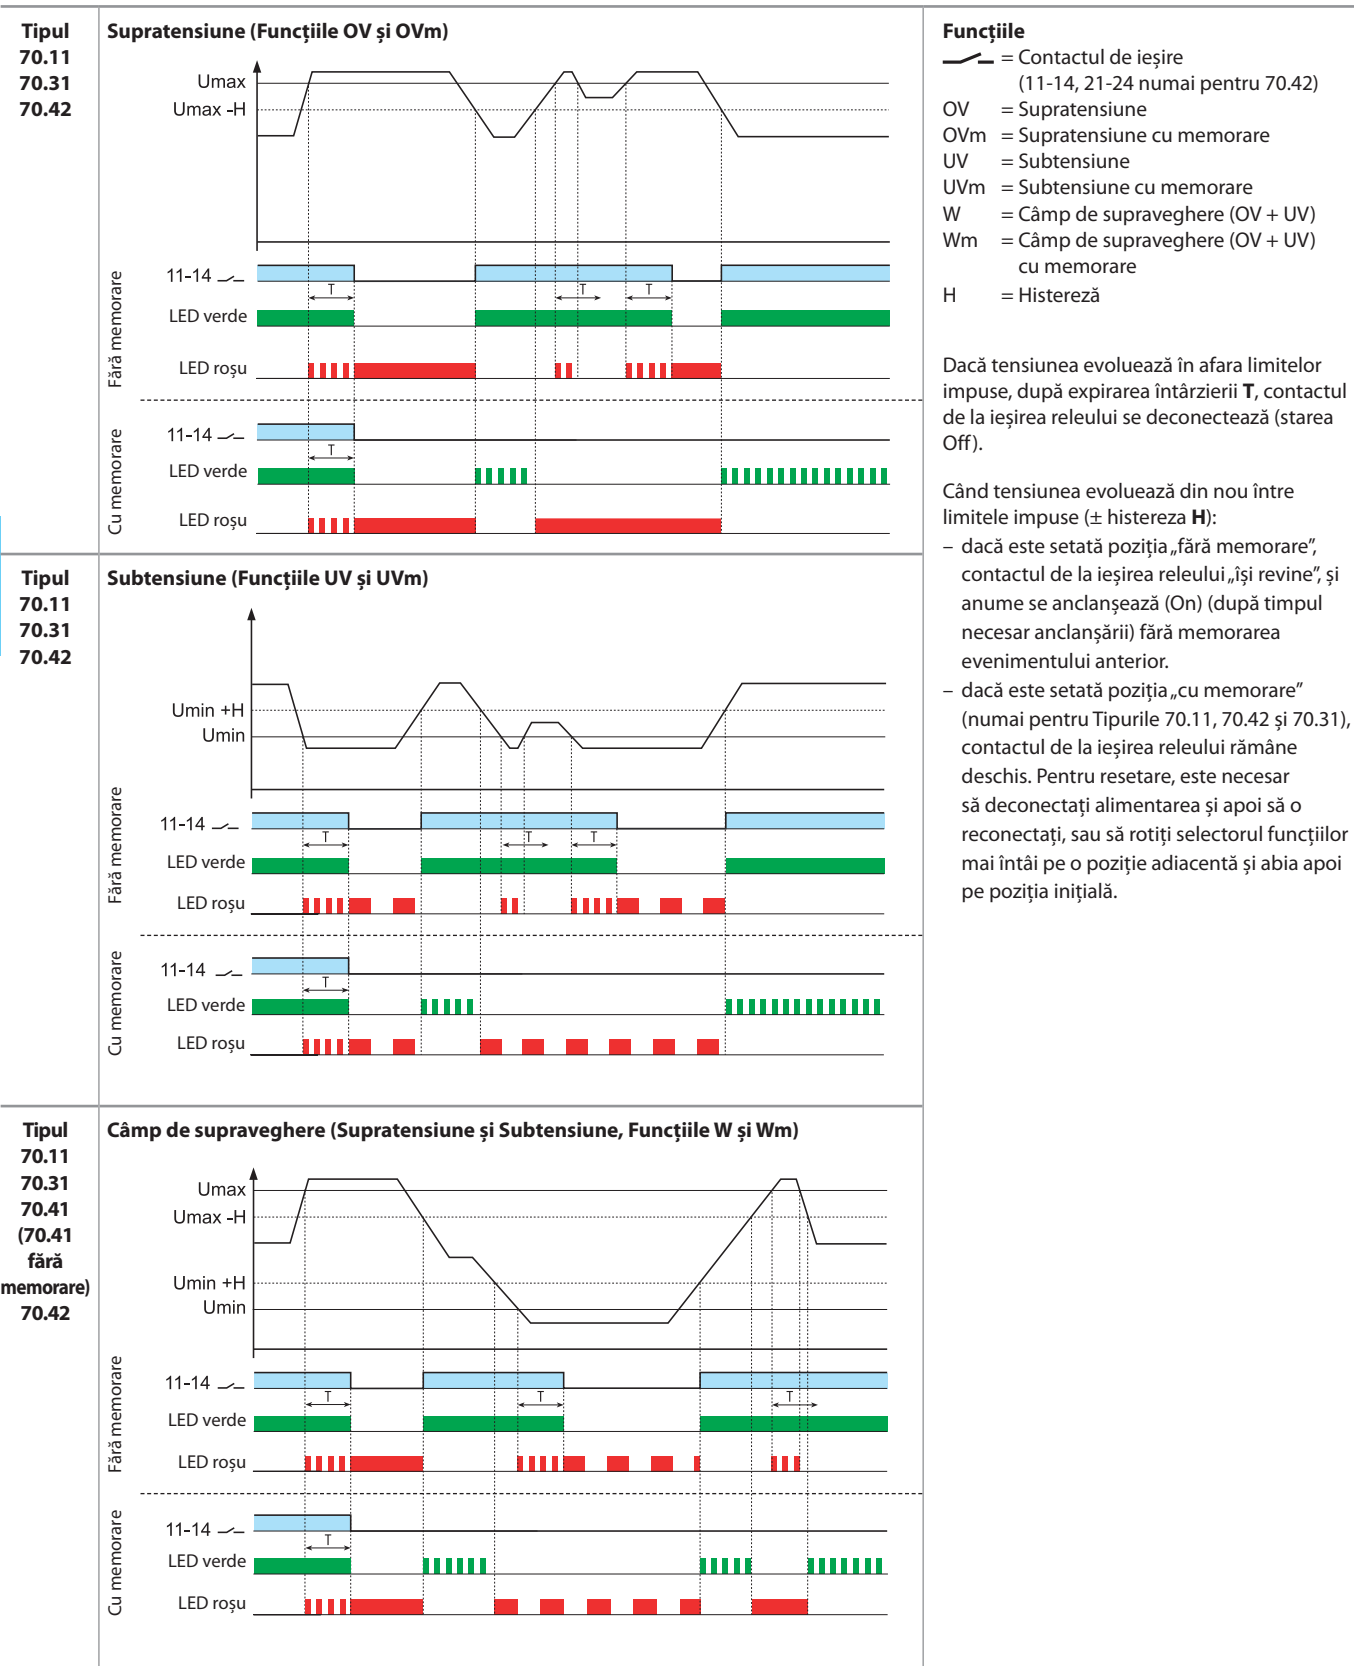 Tipul
70.11
70.31
70.42
Supratensiune (Funcțiile OV și OVm)
Umax
Umax -H
Fără memorare
11-14
T
T
T
LED verde
LED roșu
Cu memorare
11-14
T
LED verde
LED roșu
Tipul
70.11
70.31
70.42
Subtensiune (Funcțiile UV și UVm)
Umin +H
Umin
Fără memorare
11-14
T
T
T
LED verde
LED roșu
Cu memorare
11-14
T
LED verde
LED roșu
Tipul
70.11
70.31
70.41
(70.41
fără
memorare)
70.42
Câmp de supraveghere (Supratensiune și Subtensiune, Funcțiile W și Wm)
Umax
Umax -H
Umin +H
Umin
Fără memorare
11-14
T
T
T
LED verde
LED roșu
Cu memorare
11-14
T
LED verde
LED roșu
Funcțiile
= Contactul de ieșire
(11-14, 21-24 numai pentru 70.42)
OV = Supratensiune
OVm = Supratensiune cu memorare
UV = Subtensiune
UVm = Subtensiune cu memorare
W = Câmp de supraveghere (OV + UV)
Wm = Câmp de supraveghere (OV + UV)
cu memorare
H = Histereză
Dacă tensiunea evoluează în afara limitelor
impuse, după expirarea întârzierii T, contactul
de la ieșirea releului se deconectează (starea
Off).
Când tensiunea evoluează din nou între
limitele impuse (± histereza H):
– dacă este setată poziția „fără memorare”,
contactul de la ieșirea releului „își revine”, și
anume se anclanșează (On) (după timpul
necesar anclanșării) fără memorarea
evenimentului anterior.
– dacă este setată poziția „cu memorare”
(numai pentru Tipurile 70.11, 70.42 și 70.31),
contactul de la ieșirea releului rămâne
deschis. Pentru resetare, este necesar
să deconectați alimentarea și apoi să o
reconectați, sau să rotiți selectorul funcțiilor
mai întâi pe o poziție adiacentă și abia apoi
pe poziția inițială.